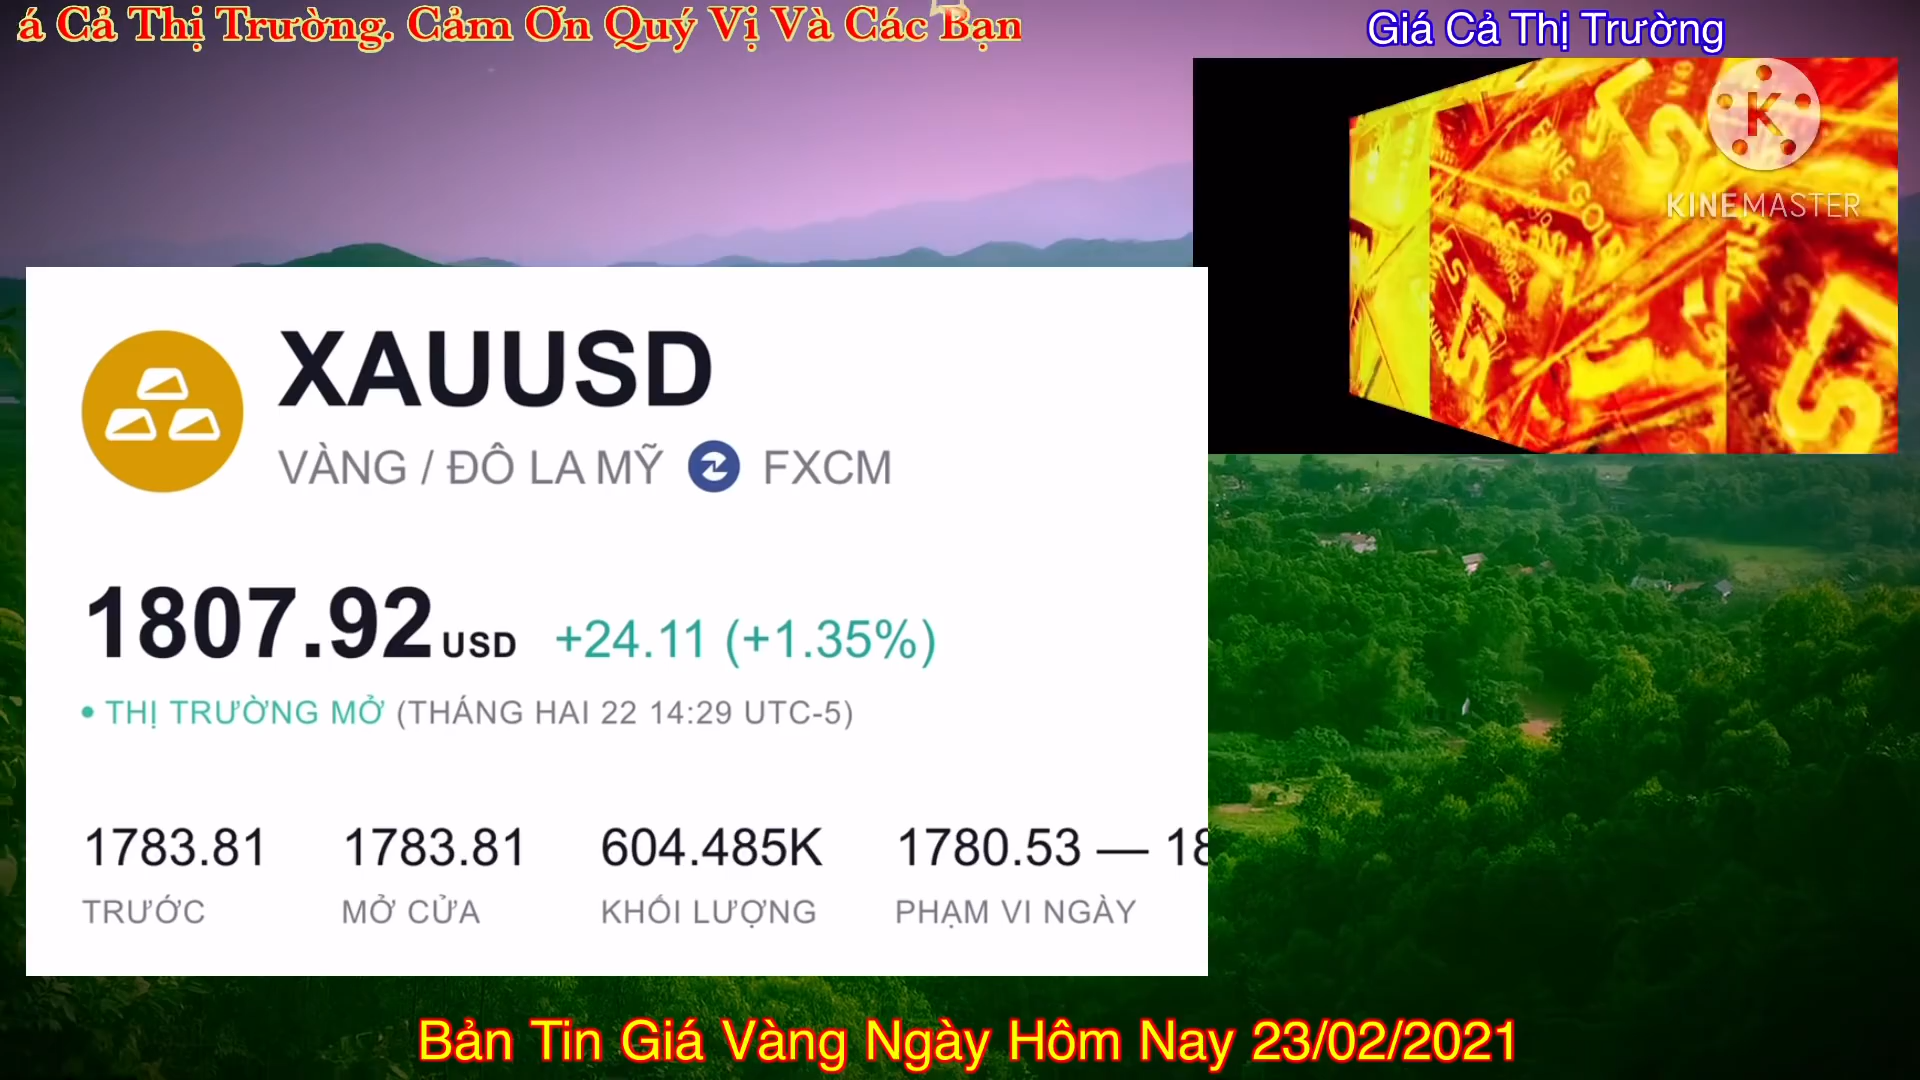 á Cả Thị Trường. Cảm Ơn Quý Vị Và Các Bạn
Giá Cả Thị Trường
K
KINEMASTER
FINE GOLD
XAUUSD
VÀNG / ĐÔ LA MỸ FXCM
1807.92 USD +24.11 (+1.35%)
• THỊ TRƯỜNG MỞ (THÁNG HAI 22 14:29 UTC-5)
1783.81 1783.81 604.485K 1780.53 — 18
TRƯỚC MỞ CỬA KHỐI LƯỢNG PHẠM VI NGÀY
Bản Tin Giá Vàng Ngày Hôm Nay 23/02/2021